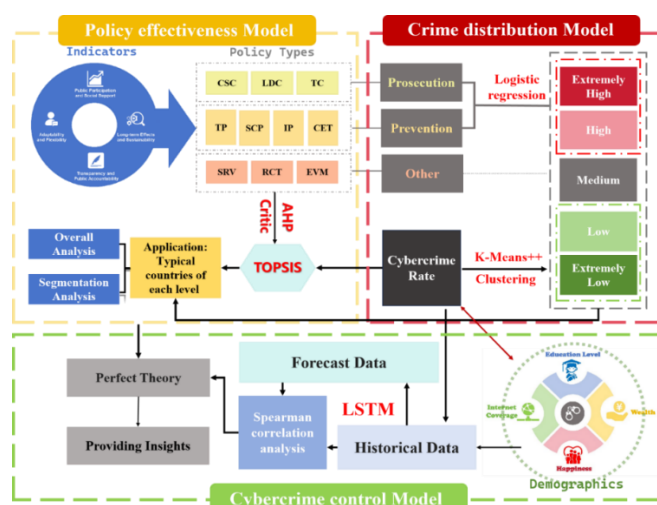 Policy effectiveness Model
Crime distribution Model
Indicators
Policy Types
Public Participation
and Social Support
Adaptability
and Flexibility
Long-term Effects
and Sustainability
Transparency and
Public Accountability
CSC
LDC
TC
TP
SCP
IP
CET
SRV
RCT
EVM
Prosecution
Prevention
Other
Logistic
regression
Extremely
High
High
Medium
Low
Extremely
Low
AHP
Critic
TOPSIS
Overall
Analysis
Segmentation
Analysis
Application:
Typical
countries of
each level
Cybercrime
Rate
K-Means++
Clustering
Perfect Theory
Providing Insights
Forecast Data
LSTM
Spearman
correlation
analysis
Historical Data
Education Level
Internet
Coverage
Wealth
Happiness
Demographics
Cybercrime control Model